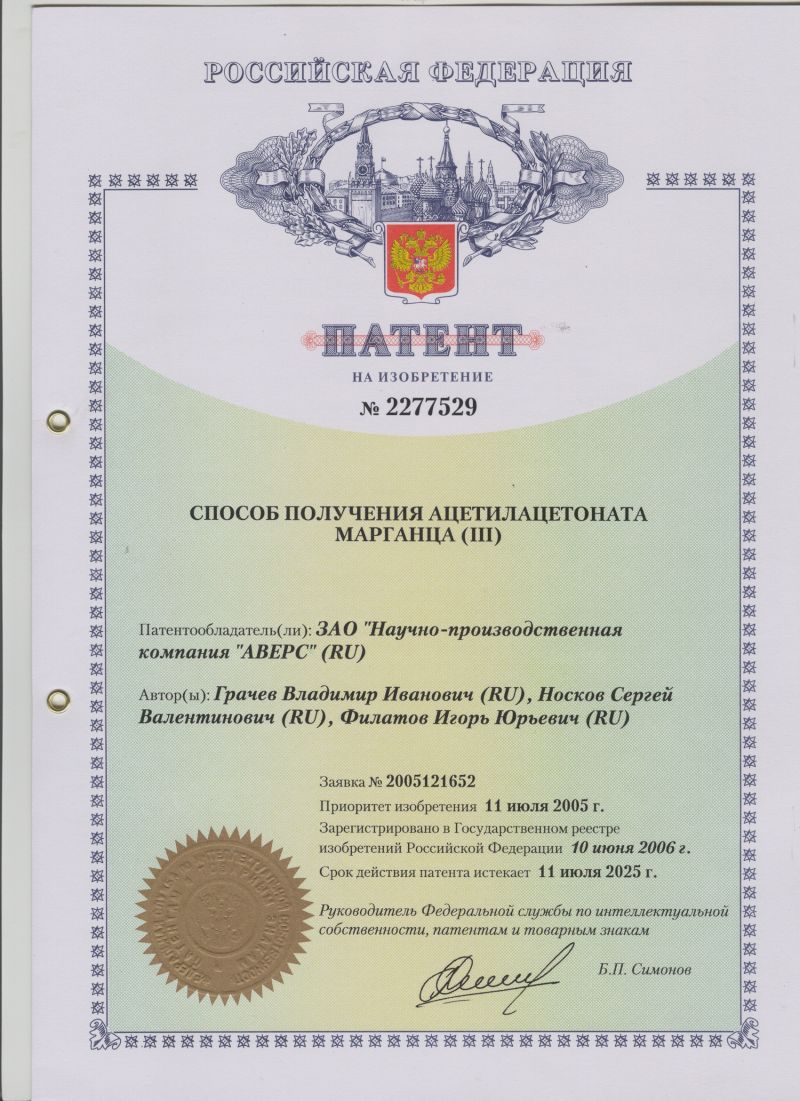 РОССИЙСКАЯ ФЕДЕРАЦИЯ
ПАТЕНТ
НА ИЗОБРЕТЕНИЕ
№ 2277529
СПОСОБ ПОЛУЧЕНИЯ АЦЕТИЛАЦЕТОНАТА
МАРГАНЦА (III)
Патентообладатель(ли): ЗАО "Научно-производственная
компания "АВЕРС" (RU)
Автор(ы): Грачев Владимир Иванович (RU), Носков Сергей
Валентинович (RU), Филатов Игорь Юрьевич (RU)
Заявка № 2005121652
Приоритет изобретения 11 июля 2005 г.
Зарегистрировано в Государственном реестре
изобретений Российской Федерации 10 июня 2006 г.
Срок действия патента истекает 11 июля 2025 г.
Руководитель Федеральной службы по интеллектуальной
собственности, патентам и товарным знакам
Б.П. Симонов